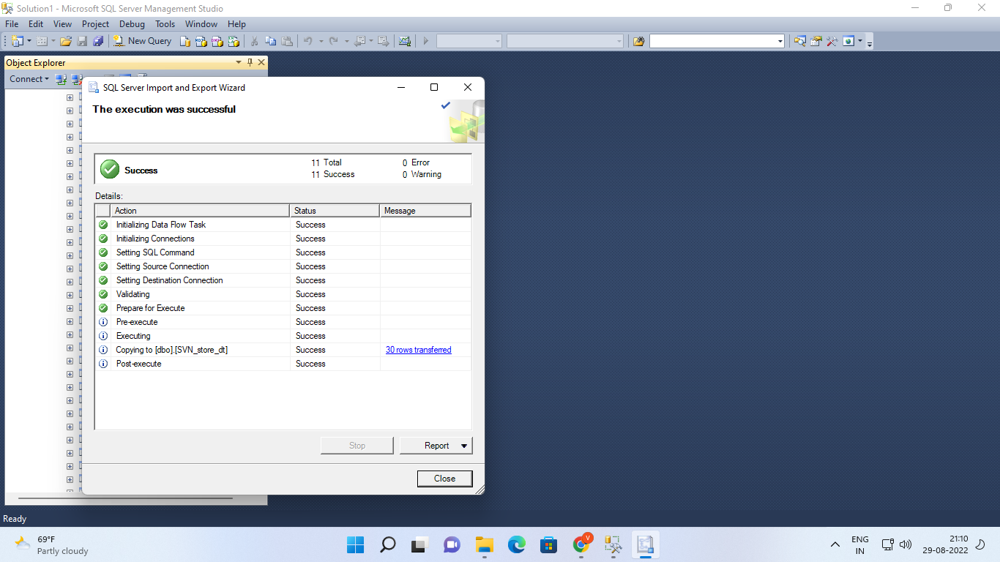 Solution1 - Microsoft SQL Server Management Studio
File Edit View Project Debug Tools Window Help
New Query
Object Explorer
Connect
SQL Server Import and Export Wizard
The execution was successful
Success
11 Total 0 Error
11 Success 0 Warning
Details:
Action Status Message
Initializing Data Flow Task Success
Initializing Connections Success
Setting SQL Command Success
Setting Source Connection Success
Setting Destination Connection Success
Validating Success
Prepare for Execute Success
Pre-execute Success
Executing Success
Copying to [dbo].[SVN_store_dt] Success 30 rows transferred
Post-execute Success
Stop Report
Close
Ready
69°F
Partly cloudy
V
ENG
IN
21:10
29-08-2022